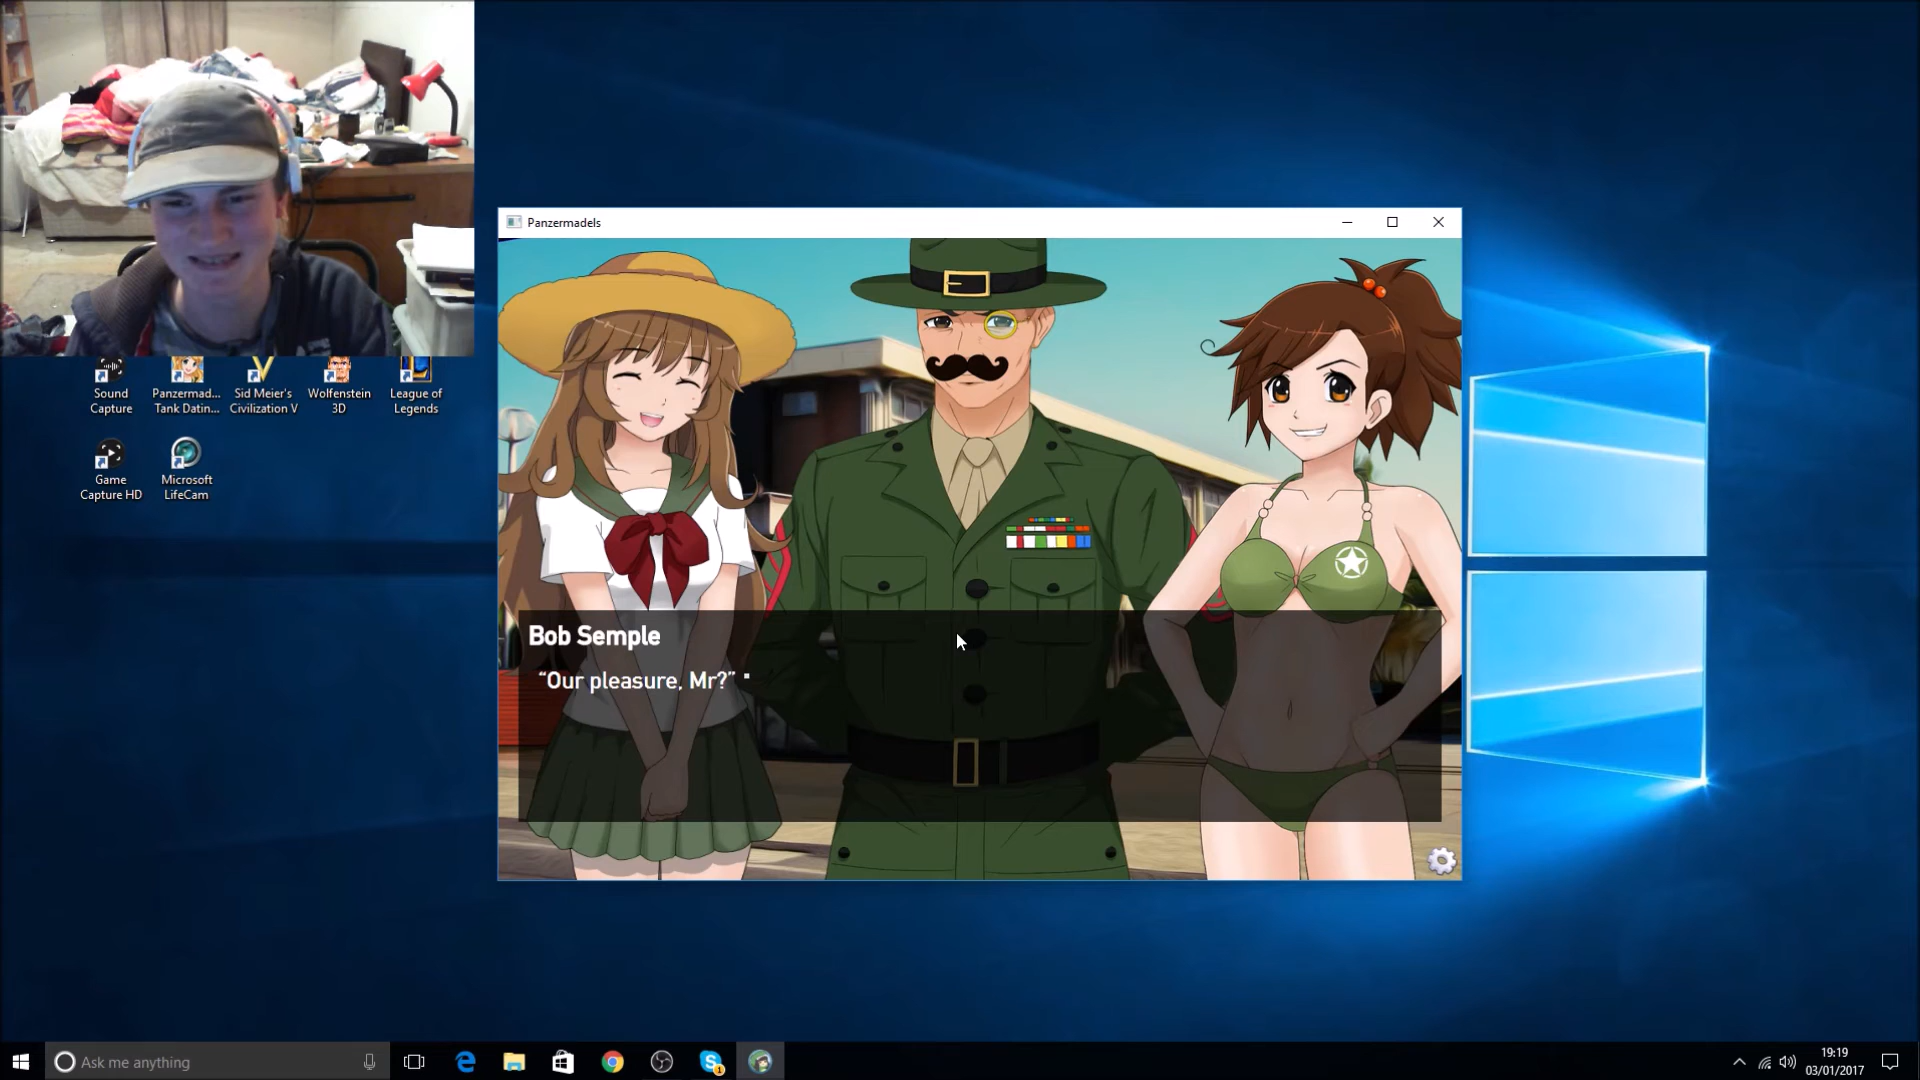 Panzermadels
Sound
Capture
Panzermad...
Tank Datin...
Sid Meier's
Civilization V
Wolfenstein
3D
League of
Legends
Game
Capture HD
Microsoft
LifeCam
Bob Semple
“Our pleasure, Mr?”
Ask me anything
19:19
03/01/2017